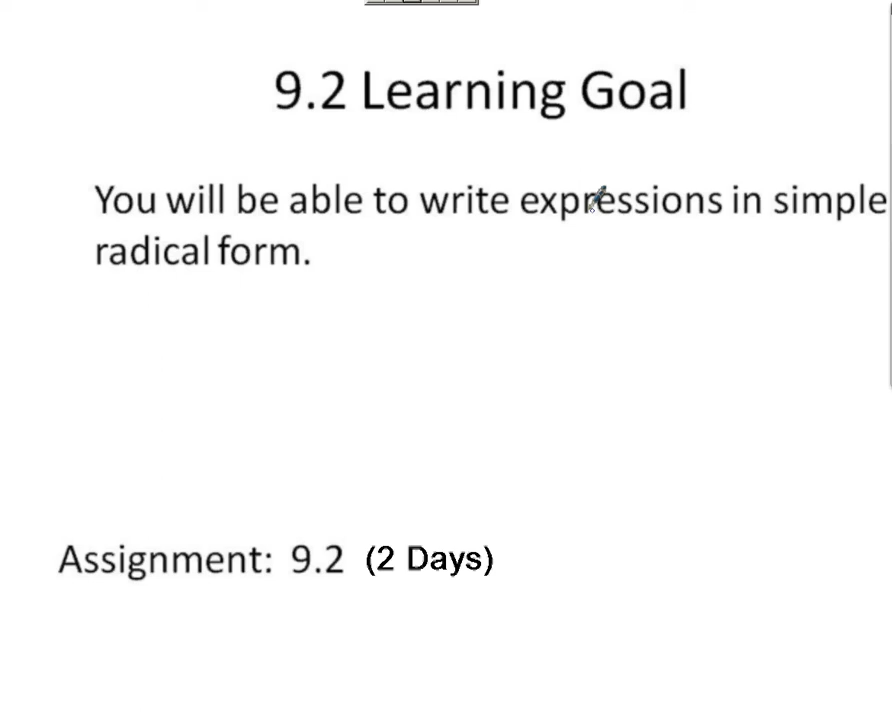 9.2 Learning Goal
You will be able to write expressions in simple
radical form.
Assignment: 9.2 (2 Days)